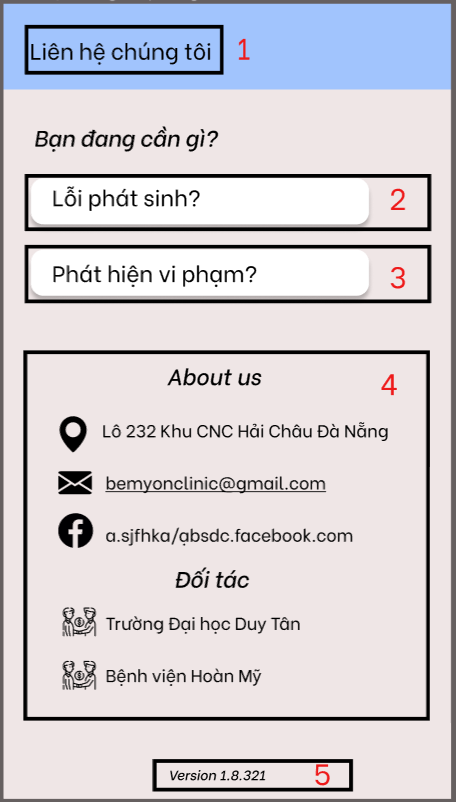 Liên hệ chúng tôi 1
Bạn đang cần gì?
Lỗi phát sinh? 2
Phát hiện vi phạm? 3
About us 4
Lô 232 Khu CNC Hải Châu Đà Nẵng
bemyonclinic@gmail.com
a.sjfhka/ạbsdc.facebook.com
Đối tác
Trường Đại học Duy Tân
Bệnh viện Hoàn Mỹ
Version 1.8.321 5